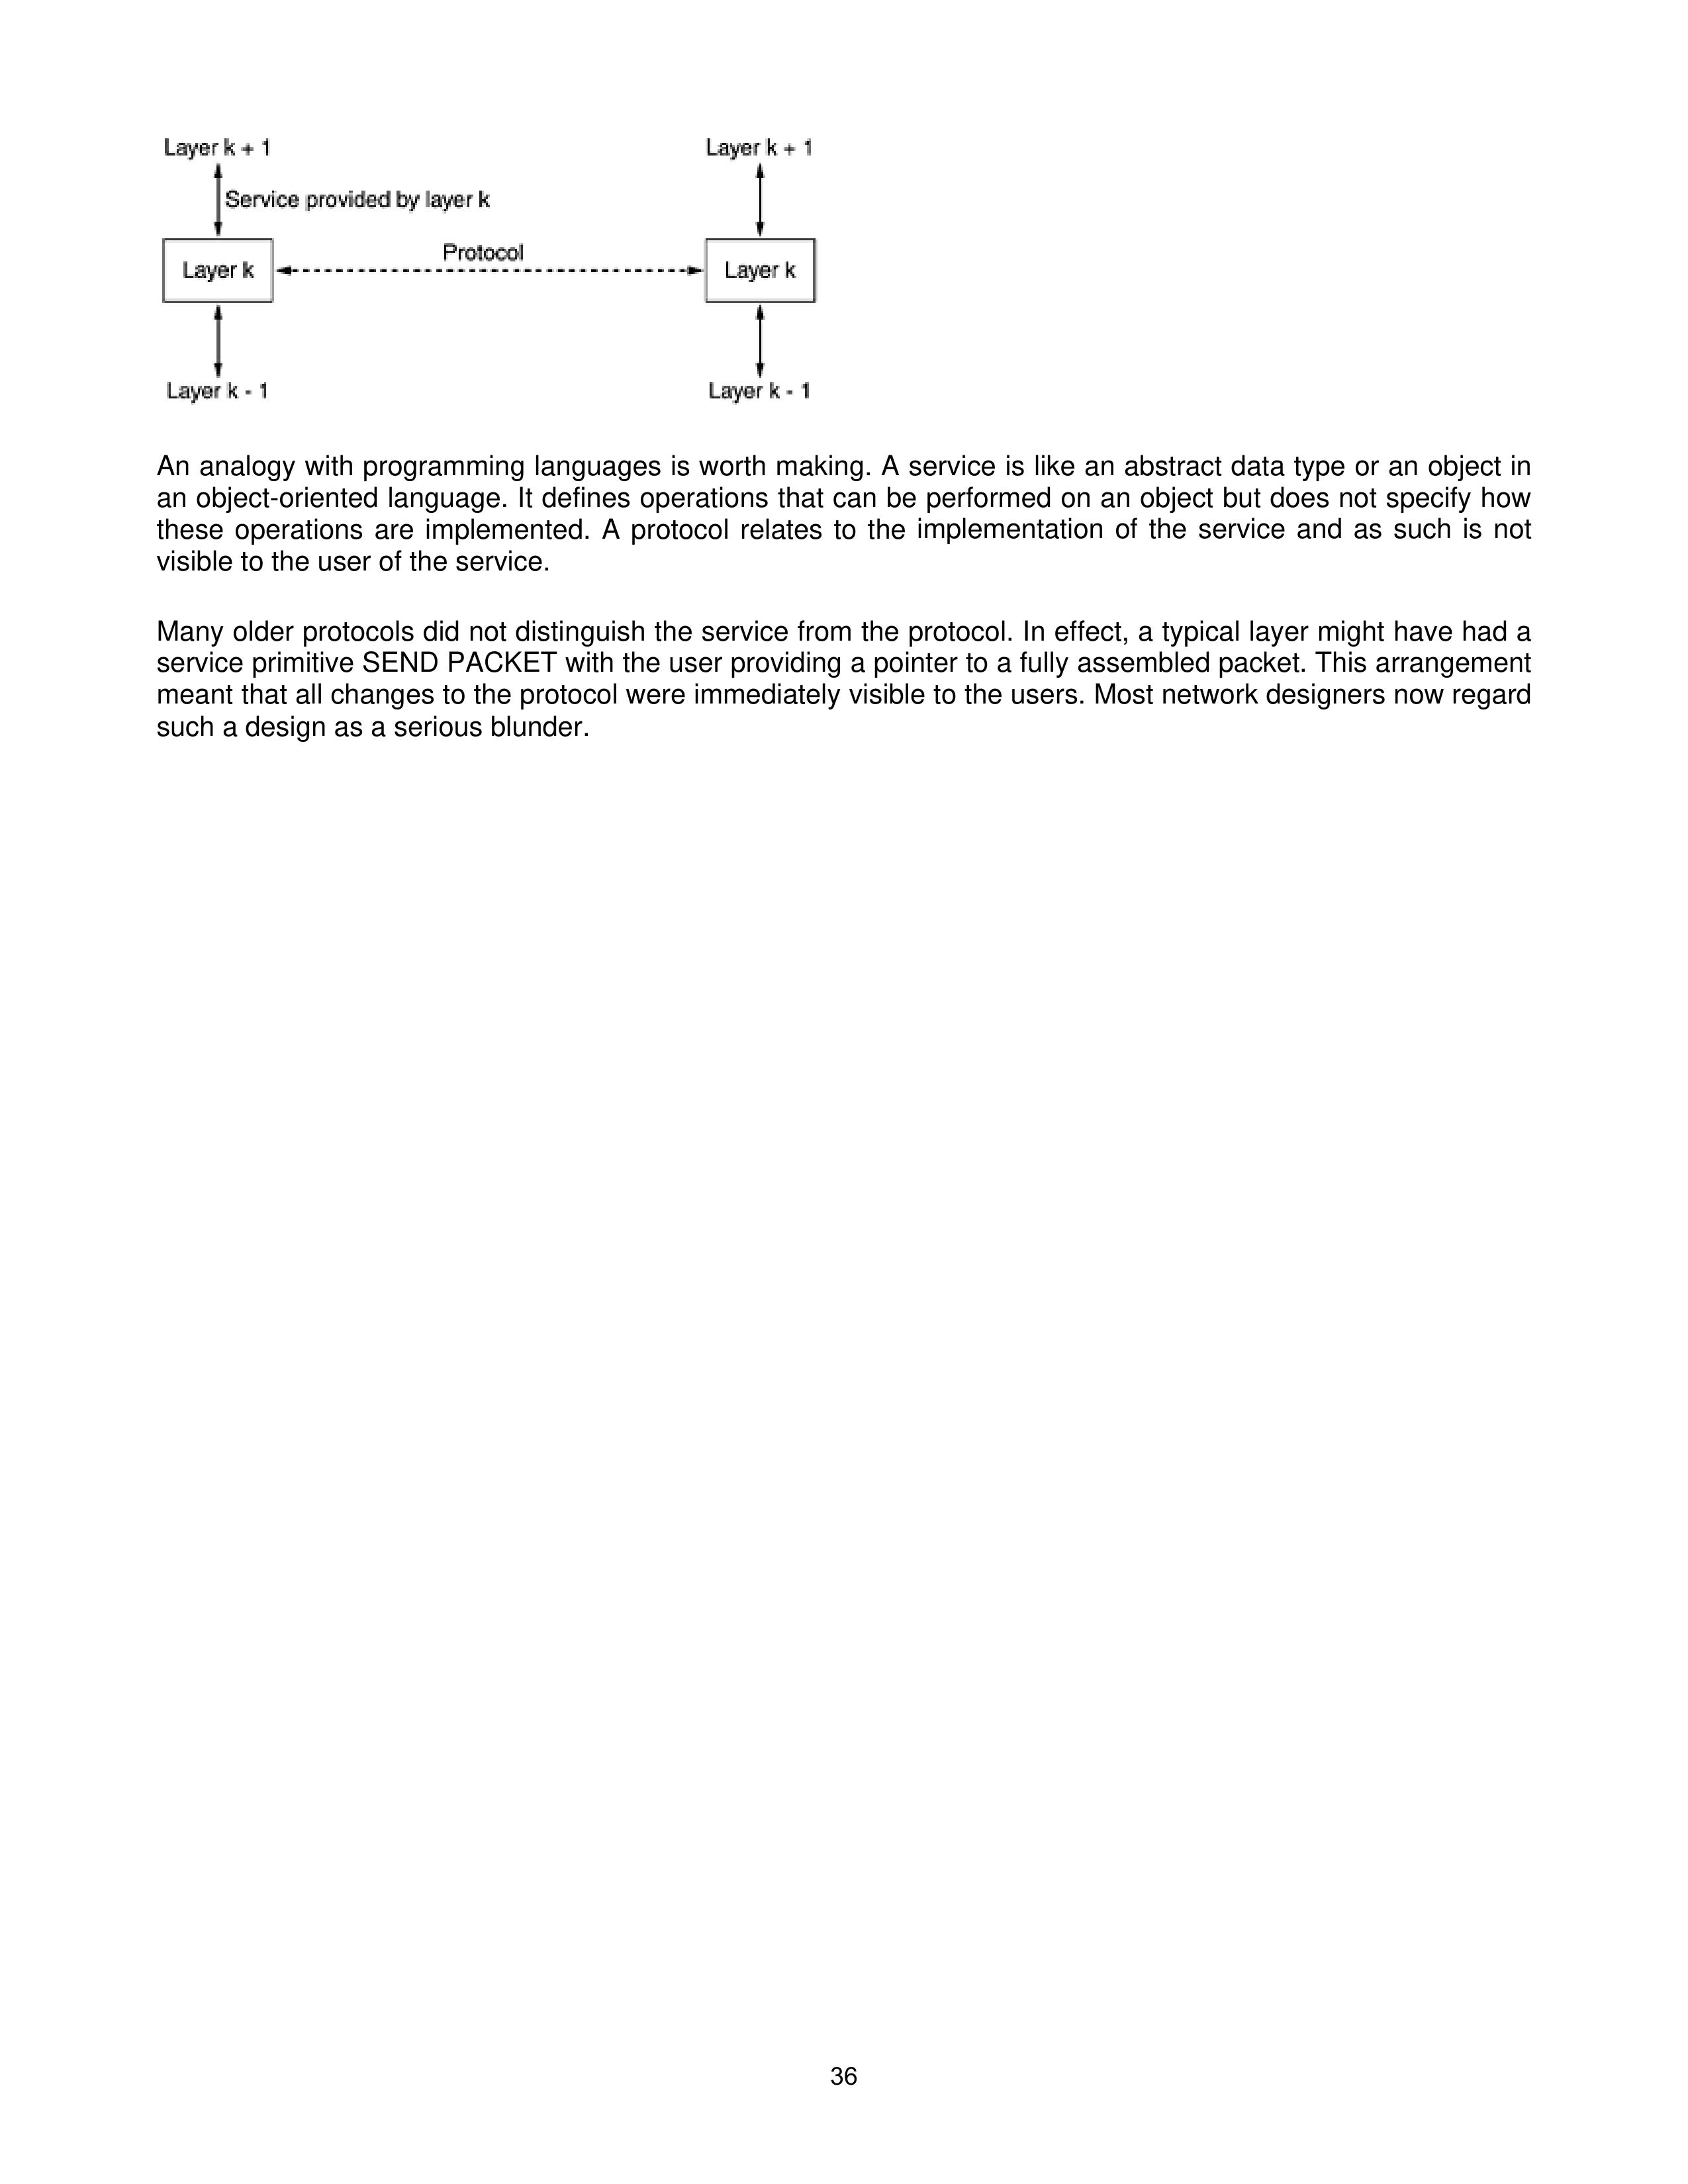 Layer k + 1 Layer k + 1
Service provided by layer k
Protocol
Layer k Layer k
Layer k - 1 Layer k - 1
An analogy with programming languages is worth making. A service is like an abstract data type or an object in
an object-oriented language. It defines operations that can be performed on an object but does not specify how
these operations are implemented. A protocol relates to the implementation of the service and as such is not
visible to the user of the service.
Many older protocols did not distinguish the service from the protocol. In effect, a typical layer might have had a
service primitive SEND PACKET with the user providing a pointer to a fully assembled packet. This arrangement
meant that all changes to the protocol were immediately visible to the users. Most network designers now regard
such a design as a serious blunder.
36